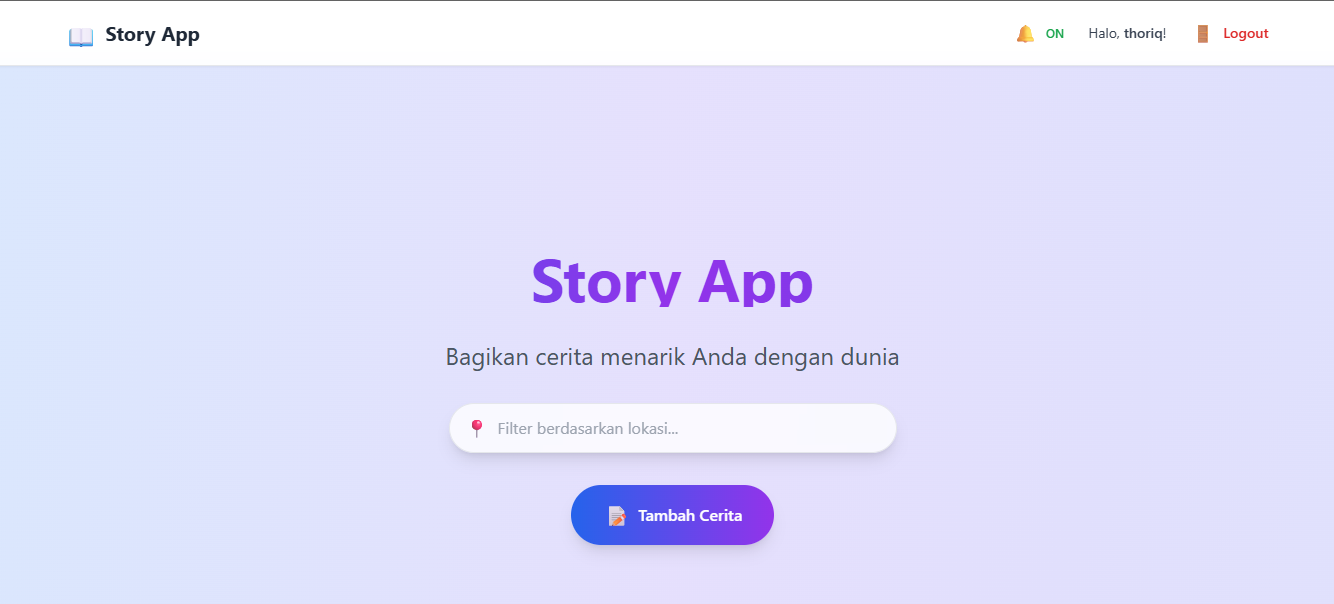 Story App
ON
Halo, thoriq!
Logout
Story App
Bagikan cerita menarik Anda dengan dunia
Filter berdasarkan lokasi...
Tambah Cerita